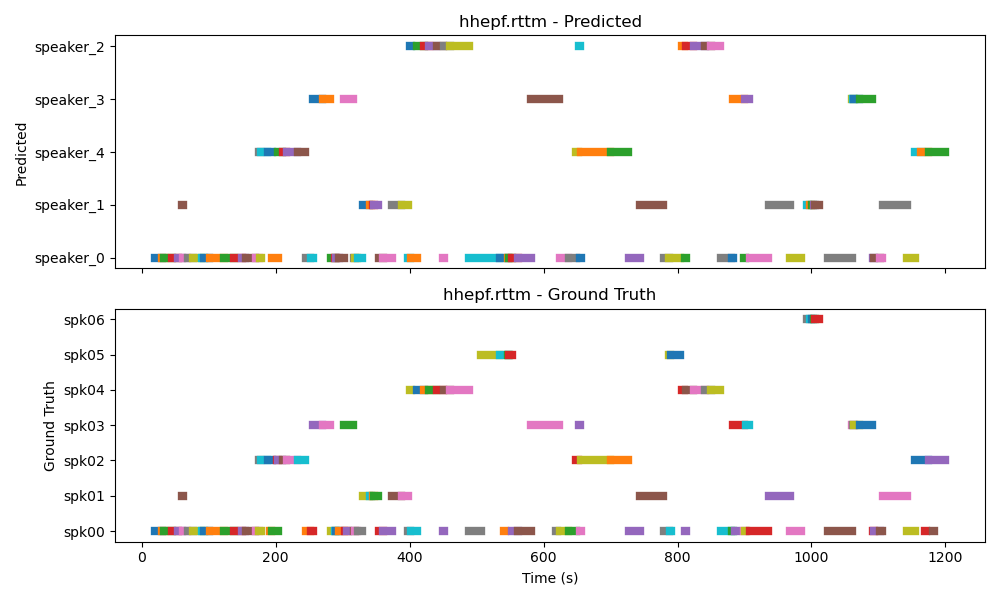 hhepf.rttm - Predicted
speaker_2
speaker_3
speaker_4
speaker_1
speaker_0
Predicted
hhepf.rttm - Ground Truth
spk06
spk05
spk04
spk03
spk02
spk01
spk00
Ground Truth
0 200 400 600 800 1000 1200
Time (s)